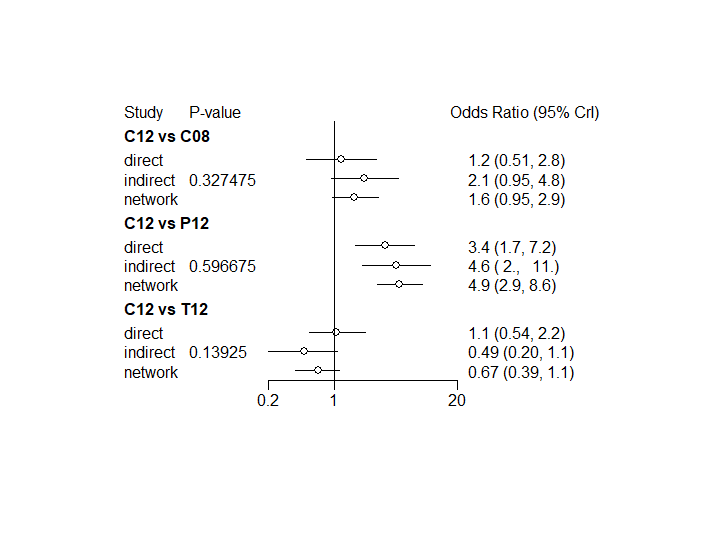 Study P-value Odds Ratio (95% CrI)
C12 vs C08
direct 1.2 (0.51, 2.8)
indirect 0.327475 2.1 (0.95, 4.8)
network 1.6 (0.95, 2.9)
C12 vs P12
direct 3.4 (1.7, 7.2)
indirect 0.596675 4.6 ( 2., 11.)
network 4.9 (2.9, 8.6)
C12 vs T12
direct 1.1 (0.54, 2.2)
indirect 0.13925 0.49 (0.20, 1.1)
network 0.67 (0.39, 1.1)
0.2 1 20